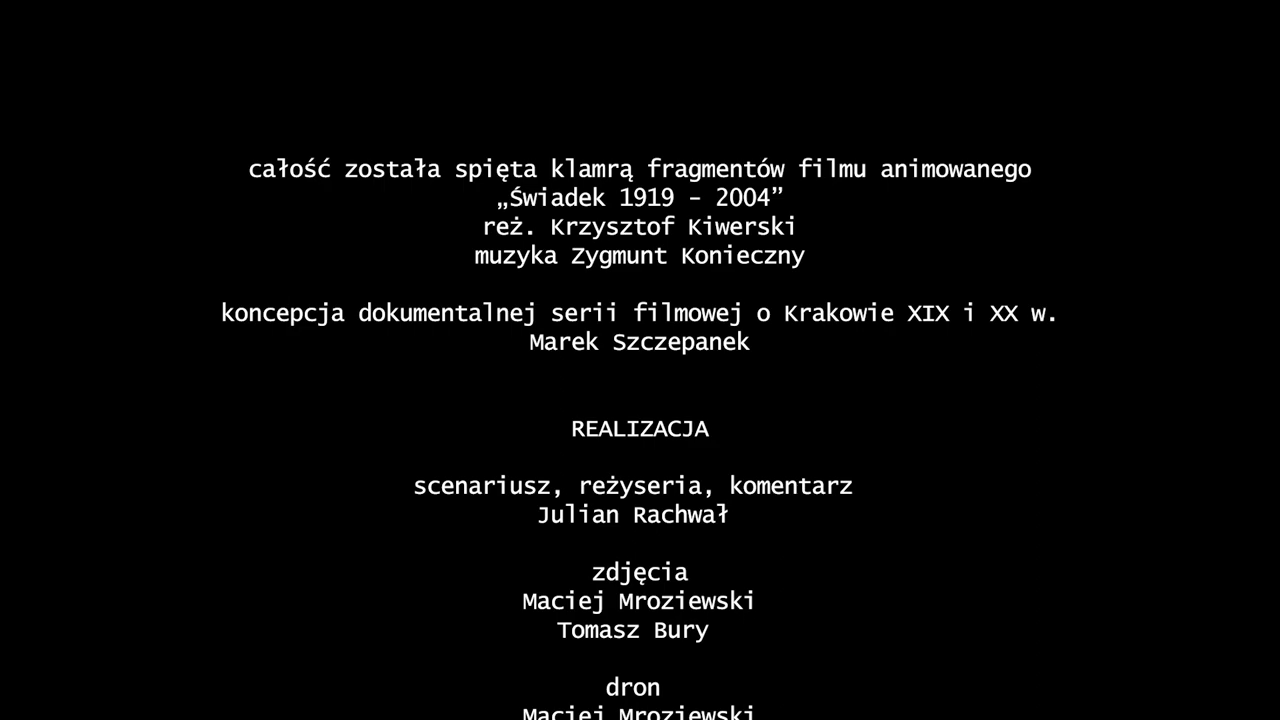 całość została spięta klamrą fragmentów filmu animowanego
„Świadek 1919 – 2004”
reż. Krzysztof Kiwerski
muzyka Zygmunt Konieczny
koncepcja dokumentalnej serii filmowej o Krakowie XIX i XX w.
Marek Szczepanek
REALIZACJA
scenariusz, reżyseria, komentarz
Julian Rachwał
zdjęcia
Maciej Mroziewski
Tomasz Bury
dron
Maciej Mroziewski